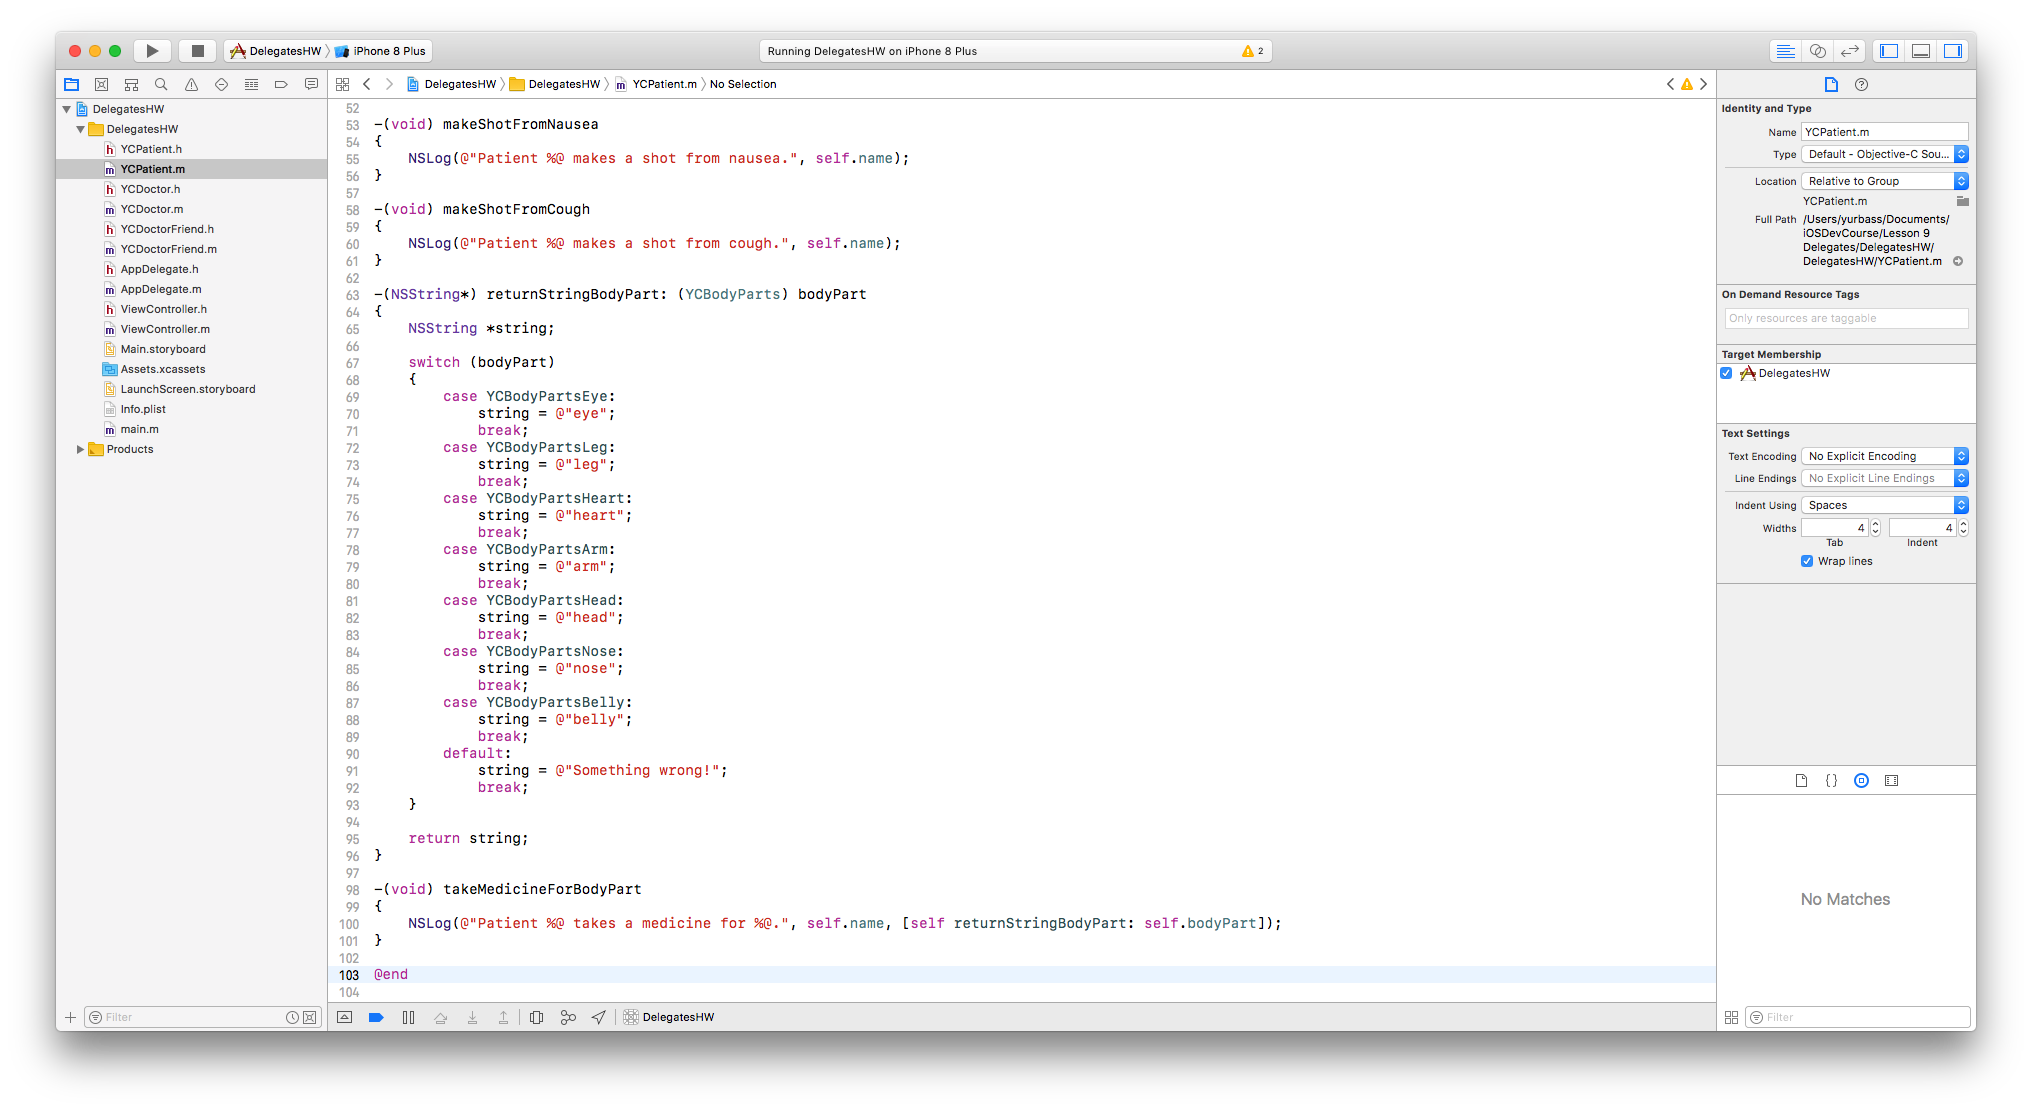 DelegatesHW iPhone 8 Plus
Running DelegatesHW on iPhone 8 Plus
2
DelegatesHW
DelegatesHW
YCPatient.h
YCPatient.m
YCDoctor.h
YCDoctor.m
YCDoctorFriend.h
YCDoctorFriend.m
AppDelegate.h
AppDelegate.m
ViewController.h
ViewController.m
Main.storyboard
Assets.xcassets
LaunchScreen.storyboard
Info.plist
main.m
Products
Filter
DelegatesHW DelegatesHW YCPatient.m No Selection
52
53 -(void) makeShotFromNausea
54 {
55     NSLog(@"Patient %@ makes a shot from nausea.", self.name);
56 }
57
58 -(void) makeShotFromCough
59 {
60     NSLog(@"Patient %@ makes a shot from cough.", self.name);
61 }
62
63 -(NSString*) returnStringBodyPart: (YCBodyParts) bodyPart
64 {
65     NSString *string;
66
67     switch (bodyPart)
68     {
69         case YCBodyPartsEye:
70             string = @"eye";
71             break;
72         case YCBodyPartsLeg:
73             string = @"leg";
74             break;
75         case YCBodyPartsHeart:
76             string = @"heart";
77             break;
78         case YCBodyPartsArm:
79             string = @"arm";
80             break;
81         case YCBodyPartsHead:
82             string = @"head";
83             break;
84         case YCBodyPartsNose:
85             string = @"nose";
86             break;
87         case YCBodyPartsBelly:
88             string = @"belly";
89             break;
90         default:
91             string = @"Something wrong!";
92             break;
93     }
94
95     return string;
96 }
97
98 -(void) takeMedicineForBodyPart
99 {
100     NSLog(@"Patient %@ takes a medicine for %@.", self.name, [self returnStringBodyPart: self.bodyPart]);
101 }
102
103 @end
104
DelegatesHW
Identity and Type
Name YCPatient.m
Type Default - Objective-C Sou...
Location Relative to Group
YCPatient.m
Full Path /Users/yurbass/Documents/
iOSDevCourse/Lesson 9
Delegates/DelegatesHW/
DelegatesHW/YCPatient.m
On Demand Resource Tags
Only resources are taggable
Target Membership
DelegatesHW
Text Settings
Text Encoding No Explicit Encoding
Line Endings No Explicit Line Endings
Indent Using Spaces
Widths 4 4
Tab Indent
Wrap lines
{}
No Matches
Filter